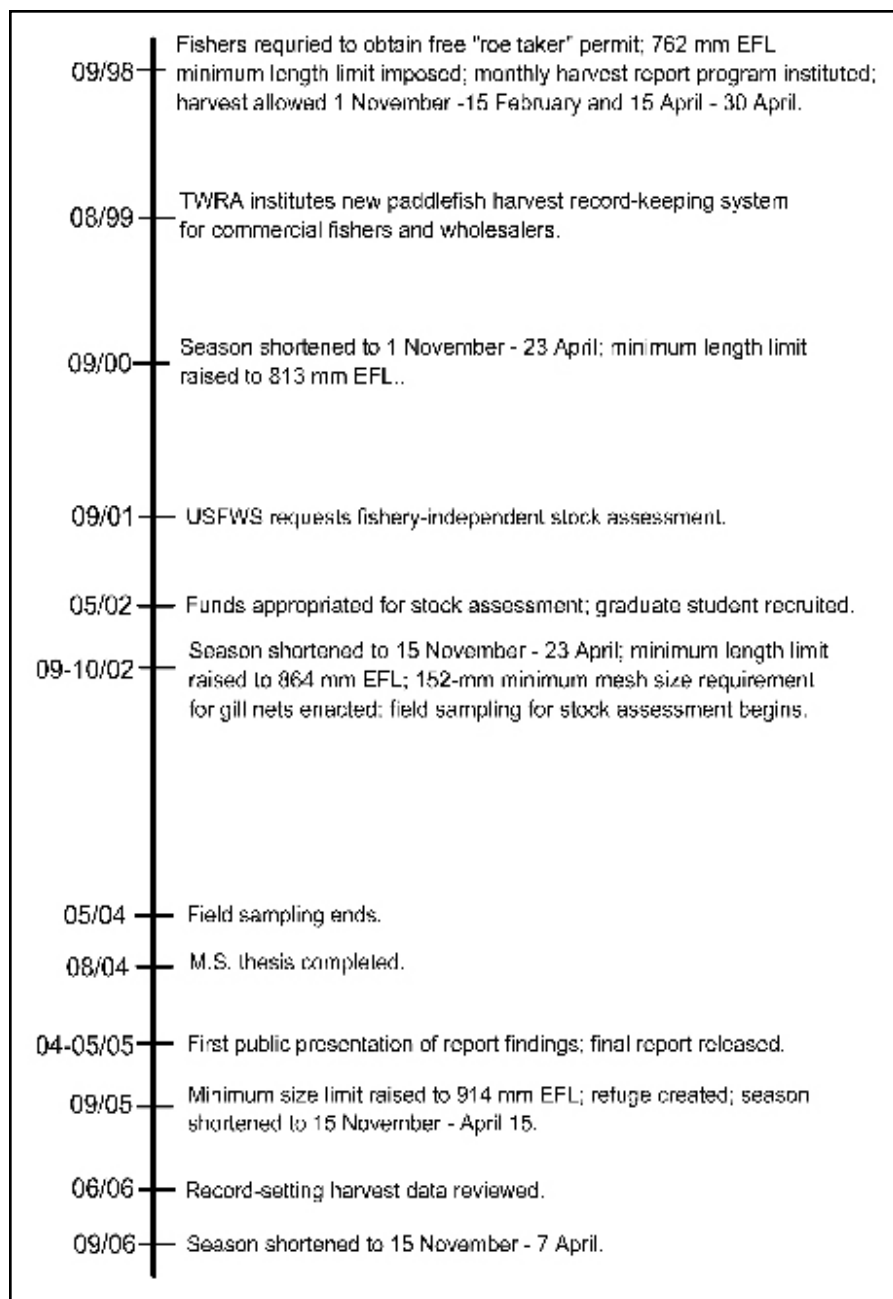 09/98
Fishers requried to obtain free "roe taker" permit; 762 mm EFL
minimum length limit imposed; monthly harvest report program instituted;
harvest allowed 1 November -15 February and 15 April - 30 April.
08/99
TWRA institutes new paddlefish harvest record-keeping system
for commercial fishers and wholesalers.
09/00
Season shortened to 1 November - 23 April; minimum length limit
raised to 813 mm EFL..
09/01
USFWS requests fishery-independent stock assessment.
05/02
Funds appropriated for stock assessment; graduate student recruited.
09-10/02
Season shortened to 15 November - 23 April; minimum length limit
raised to 864 mm EFL; 152-mm minimum mesh size requirement
for gill nets enacted; field sampling for stock assessment begins.
05/04
Field sampling ends.
08/04
M.S. thesis completed.
04-05/05
First public presentation of report findings; final report released.
09/05
Minimum size limit raised to 914 mm EFL; refuge created; season
shortened to 15 November - April 15.
06/06
Record-setting harvest data reviewed.
09/06
Season shortened to 15 November - 7 April.